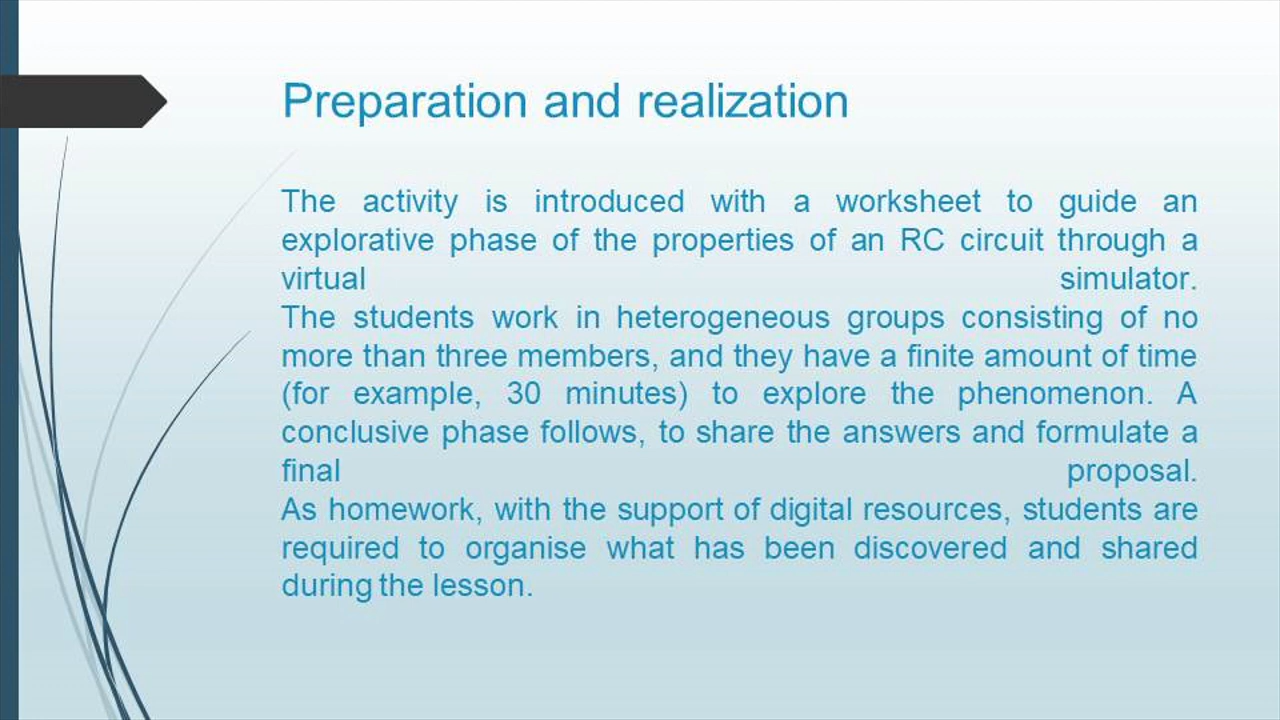 Preparation and realization
The activity is introduced with a worksheet to guide an
explorative phase of the properties of an RC circuit through a
virtual simulator.
The students work in heterogeneous groups consisting of no
more than three members, and they have a finite amount of time
(for example, 30 minutes) to explore the phenomenon. A
conclusive phase follows, to share the answers and formulate a
final proposal.
As homework, with the support of digital resources, students are
required to organise what has been discovered and shared
during the lesson.